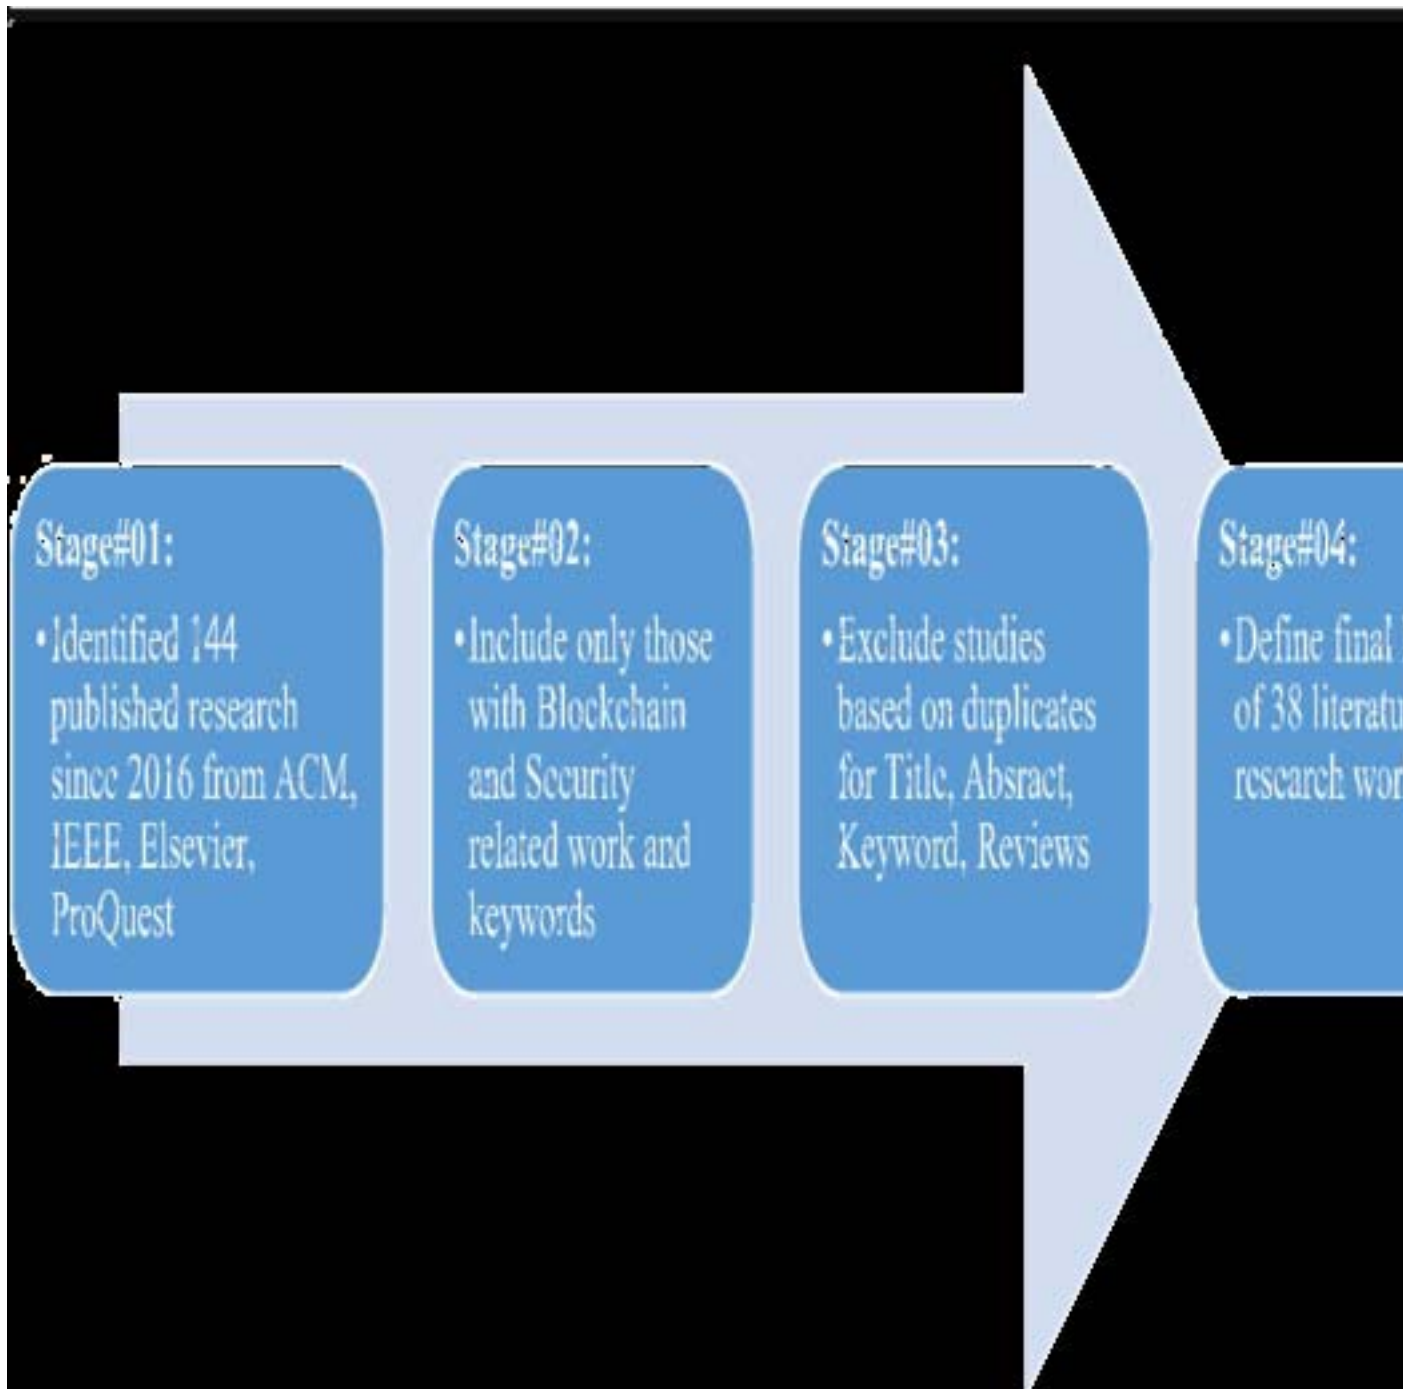 Stage#01:
•Identified 144
published research
since 2016 from ACM,
IEEE, Elsevier,
ProQuest
Stage#02:
•Include only those
with Blockchain
and Security
related work and
keywords
Stage#03:
•Exclude studies
based on duplicates
for Title, Absract,
Keyword, Reviews
Stage#04:
•Define final
of 38
research